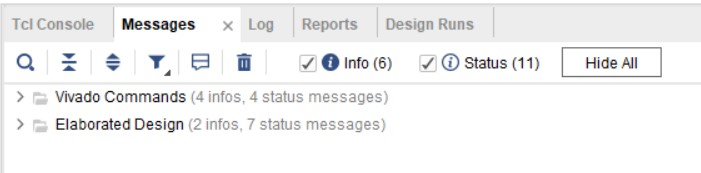 Tcl Console Messages × Log Reports Design Runs
Info (6) Status (11) Hide All
Vivado Commands (4 infos, 4 status messages)
Elaborated Design (2 infos, 7 status messages)